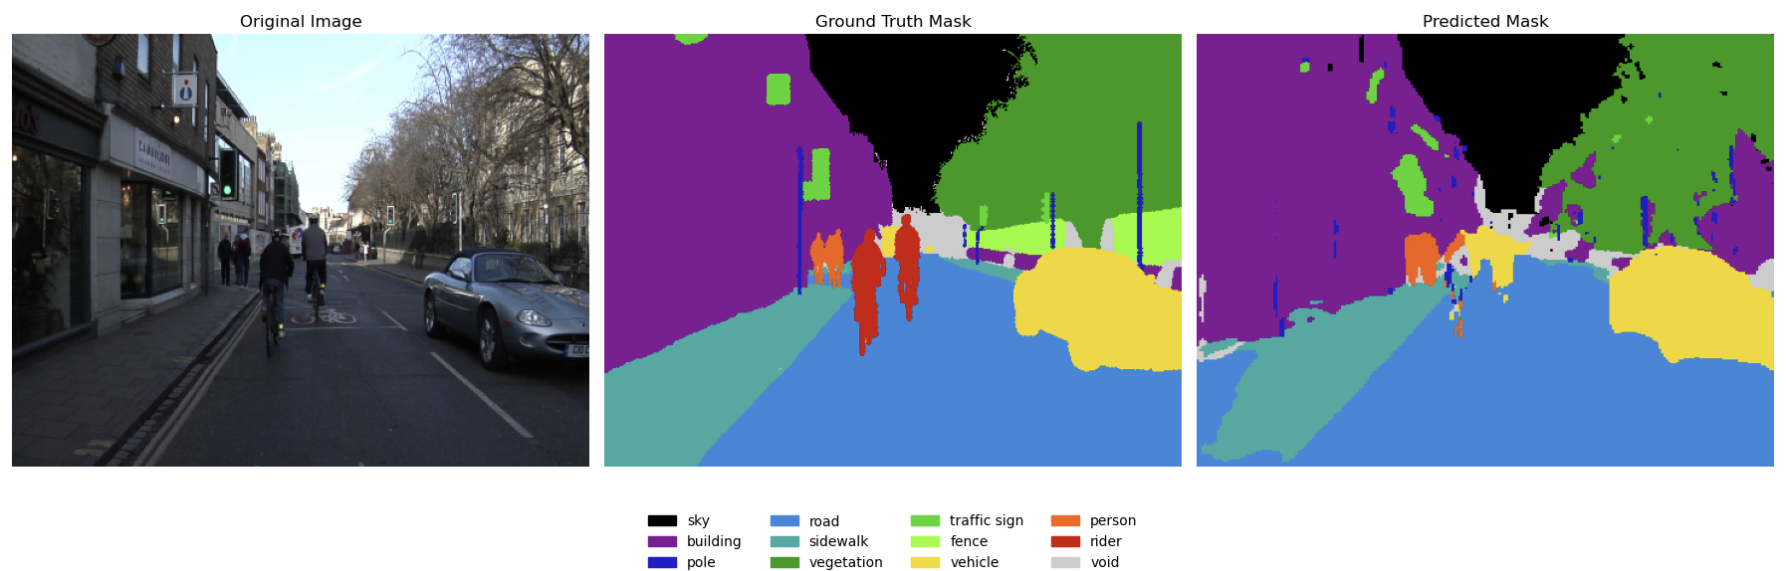 Original Image
Ground Truth Mask
Predicted Mask
i
sky
road
traffic sign
person
building
sidewalk
fence
rider
pole
vegetation
vehicle
void